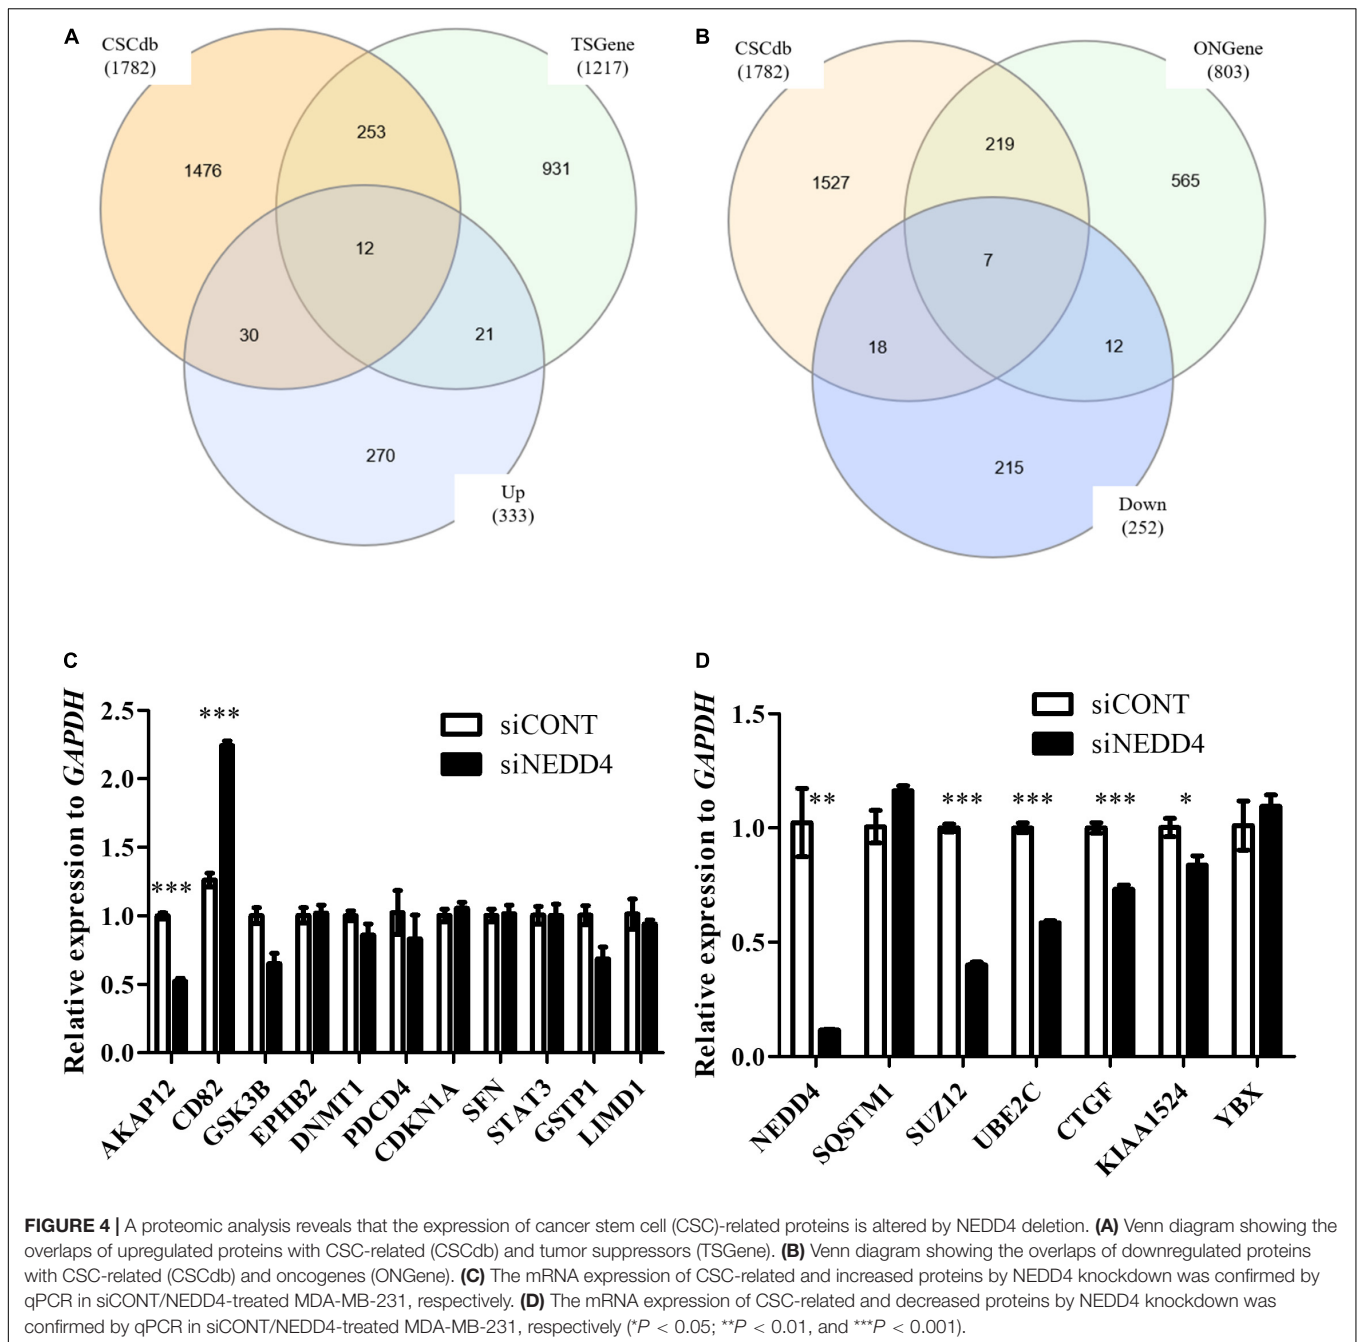 A
CSCdb
(1782)
TSGene
(1217)
253
1476
931
12
30
21
270
Up
(333)
B
CSCdb
(1782)
ONGene
(803)
219
1527
565
7
18
12
215
Down
(252)
C
Relative expression to GAPDH
2.5
2.0
1.5
1.0
0.5
0.0
***
***
siCONT
siNEDD4
AKAP12
CD82
GSK3B
EPHB2
DNMT1
PDCD4
CDKN1A
SFN
STAT3
GSTP1
LIMD1
D
Relative expression to GAPDH
1.5
1.0
0.5
0.0
siCONT
siNEDD4
**
***
***
***
*
NEDD4
SQSTM1
SUZ12
UBE2C
CTGF
KIAA1524
YBX
FIGURE 4 | A proteomic analysis reveals that the expression of cancer stem cell (CSC)-related proteins is altered by NEDD4 deletion. (A) Venn diagram showing the
overlaps of upregulated proteins with CSC-related (CSCdb) and tumor suppressors (TSGene). (B) Venn diagram showing the overlaps of downregulated proteins
with CSC-related (CSCdb) and oncogenes (ONGene). (C) The mRNA expression of CSC-related and increased proteins by NEDD4 knockdown was confirmed by
qPCR in siCONT/NEDD4-treated MDA-MB-231, respectively. (D) The mRNA expression of CSC-related and decreased proteins by NEDD4 knockdown was
confirmed by qPCR in siCONT/NEDD4-treated MDA-MB-231, respectively (*P < 0.05; **P < 0.01, and ***P < 0.001).